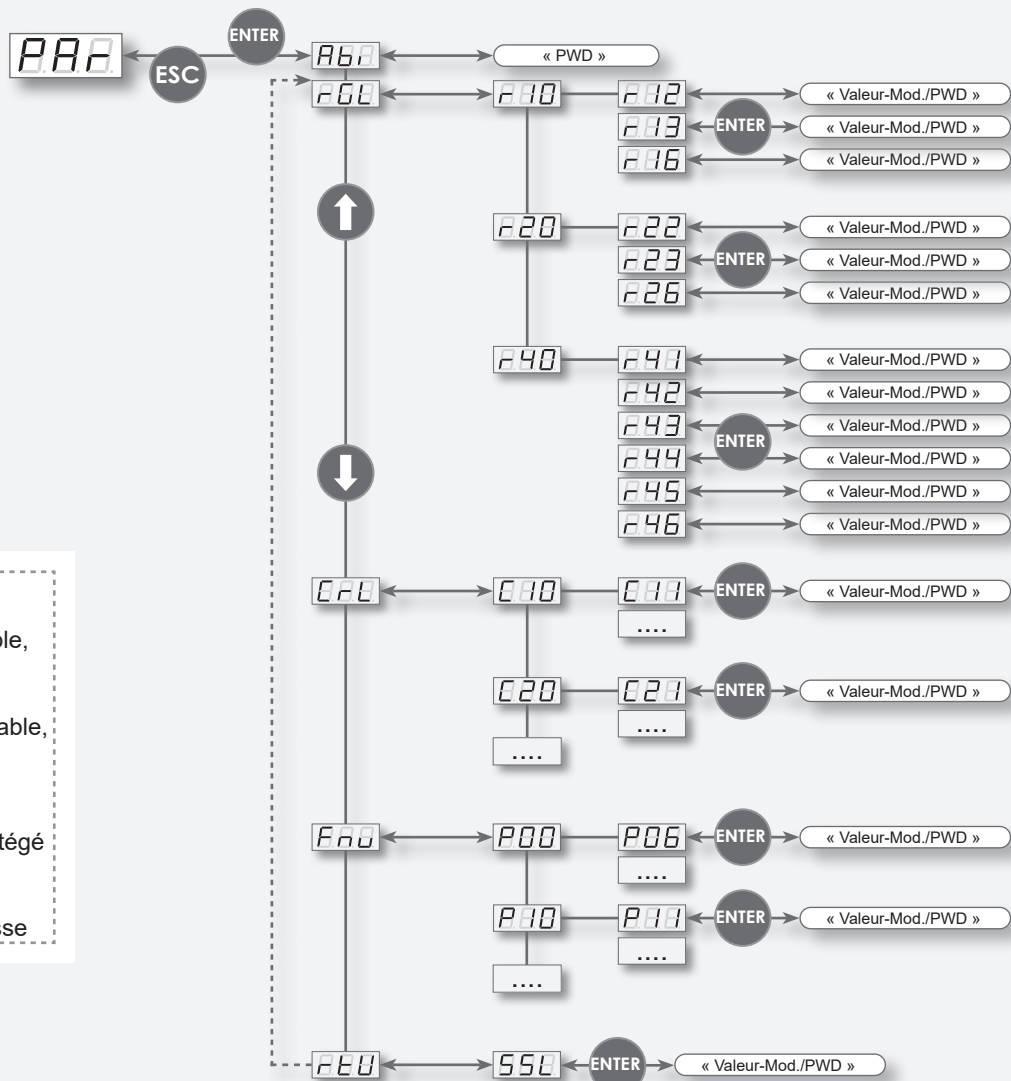 PAr
ESC
ENTER
Abi
« PWD »
rGL
r10
r12
« Valeur-Mod./PWD »
r13
ENTER
« Valeur-Mod./PWD »
r16
« Valeur-Mod./PWD »
r20
r22
« Valeur-Mod./PWD »
r23
ENTER
« Valeur-Mod./PWD »
r26
« Valeur-Mod./PWD »
r40
r41
« Valeur-Mod./PWD »
r42
« Valeur-Mod./PWD »
r43
ENTER
« Valeur-Mod./PWD »
r44
« Valeur-Mod./PWD »
r45
« Valeur-Mod./PWD »
r46
« Valeur-Mod./PWD »
CrL
C10
C11
ENTER
« Valeur-Mod./PWD »
....
C20
C21
ENTER
« Valeur-Mod./PWD »
....
....
Fnu
P00
P06
ENTER
« Valeur-Mod./PWD »
....
P10
P11
ENTER
« Valeur-Mod./PWD »
....
....
rtU
SSL
ENTER
« Valeur-Mod./PWD »